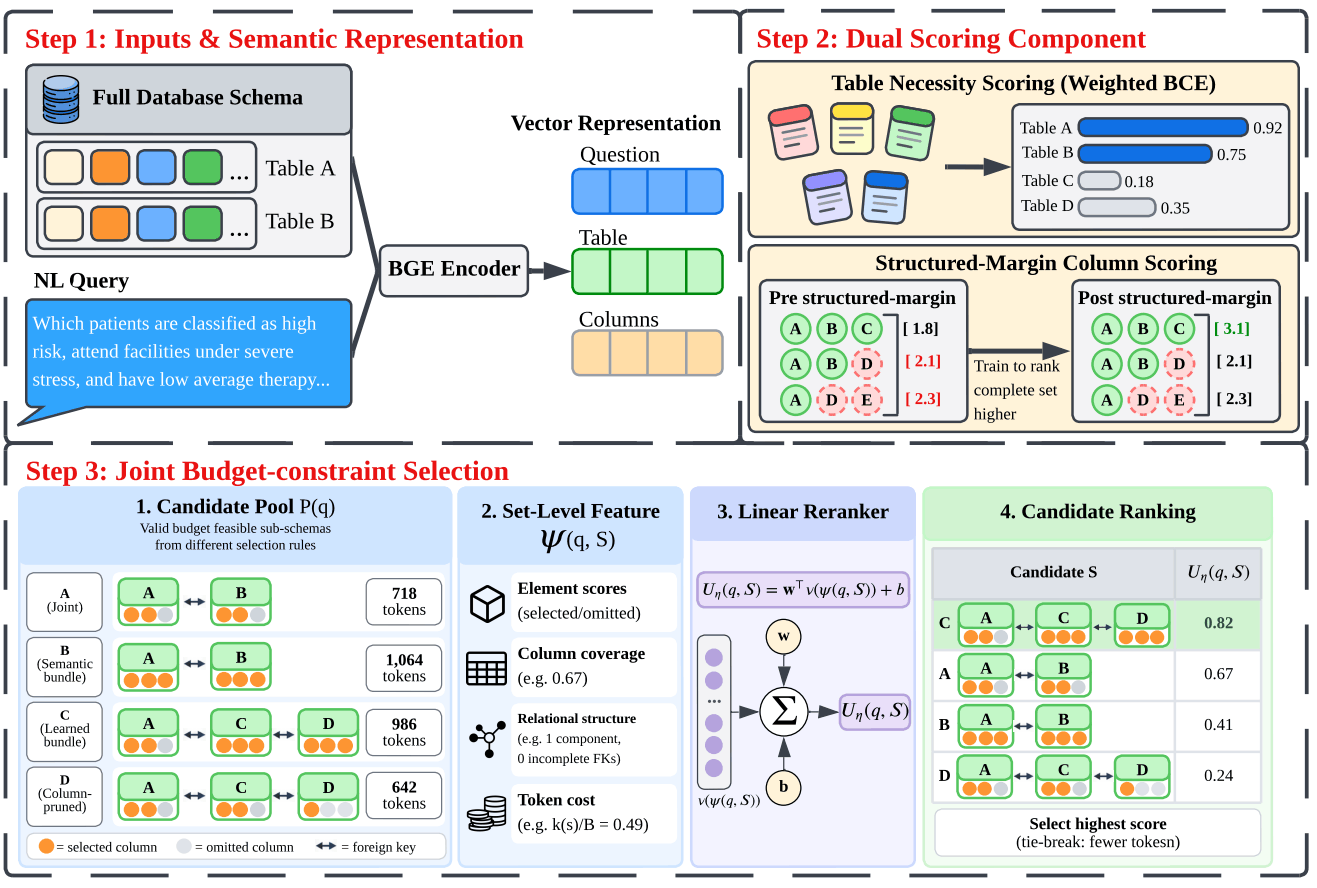 Step 1: Inputs & Semantic Representation
Full Database Schema
... Table A
... Table B
NL Query
Which patients are classified as high
risk, attend facilities under severe
stress, and have low average therapy...
BGE Encoder
Vector Representation
Question
Table
Columns
Step 2: Dual Scoring Component
Table Necessity Scoring (Weighted BCE)
Table A 0.92
Table B 0.75
Table C 0.18
Table D 0.35
Structured-Margin Column Scoring
Pre structured-margin
A B C [ 1.8]
A B D [ 2.1]
A D E [ 2.3]
Train to rank
complete set
higher
Post structured-margin
A B C [ 3.1]
A B D [ 2.1]
A D E [ 2.3]
Step 3: Joint Budget-constraint Selection
1. Candidate Pool P(q)
Valid budget feasible sub-schemas
from different selection rules
A
(Joint)
A B
718
tokens
B
(Semantic
bundle)
A B
1,064
tokens
C
(Learned
bundle)
A C D
986
tokens
D
(Column-
pruned)
A C D
642
tokens
= selected column = omitted column = foreign key
2. Set-Level Feature
ψ(q, S)
Element scores
(selected/omitted)
Column coverage
(e.g. 0.67)
Relational structure
(e.g. 1 component,
0 incomplete FKs)
Token cost
(e.g. k(s)/B = 0.49)
3. Linear Reranker
Uη(q, S) = w⊤ν(ψ(q, S)) + b
w
...
Σ
Uη(q, S)
b
ν(ψ(q, S))
4. Candidate Ranking
Candidate S Uη(q, S)
C A C D 0.82
A A B 0.67
B A B 0.41
D A C D 0.24
Select highest score
(tie-break: fewer tokesn)